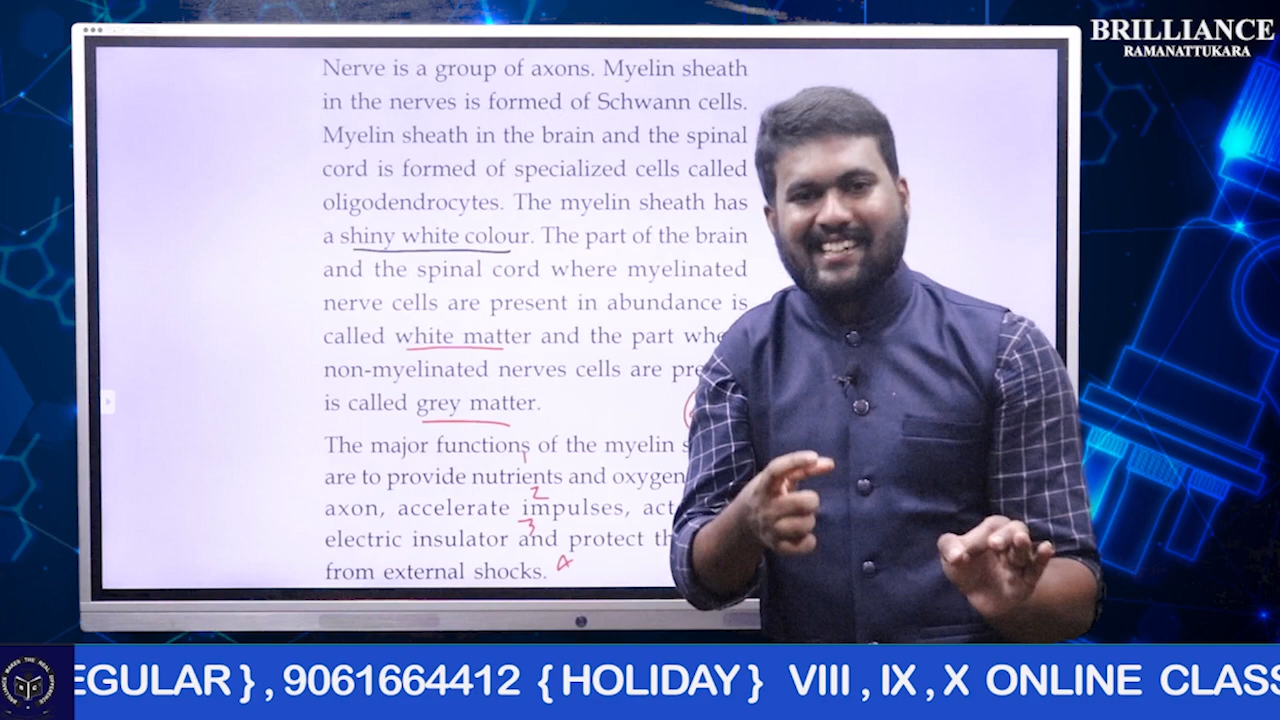 BRILLIANCE
RAMANATTUKARA
Nerve is a group of axons. Myelin sheath
in the nerves is formed of Schwann cells.
Myelin sheath in the brain and the spinal
cord is formed of specialized cells called
oligodendrocytes. The myelin sheath has
a shiny white colour. The part of the brain
and the spinal cord where myelinated
nerve cells are present in abundance is
called white matter and the part
non-myelinated nerves cells are
is called grey matter.
The major functions of the myelin
1
are to provide nutrients and oxygen
2
axon, accelerate impulses,
3
electric insulator and protect
from external shocks. 4
EGULAR } , 9061664412 { HOLIDAY } VIII , IX , X ONLINE CLASS